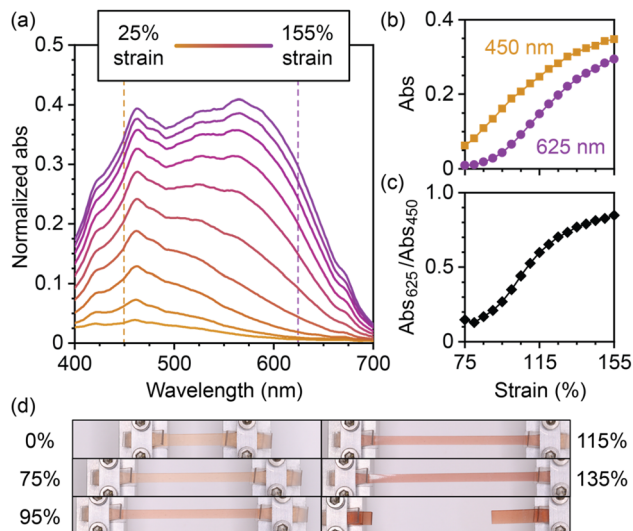 (a)
25% strain
155% strain
Normalized abs
0.5
0.4
0.3
0.2
0.1
0
400
500
600
700
Wavelength (nm)
(b)
Abs
0.4
0.2
0
450 nm
625 nm
(c)
Abs625/Abs450
1.0
0.5
0
75
115
155
Strain (%)
(d)
0%
115%
75%
135%
95%